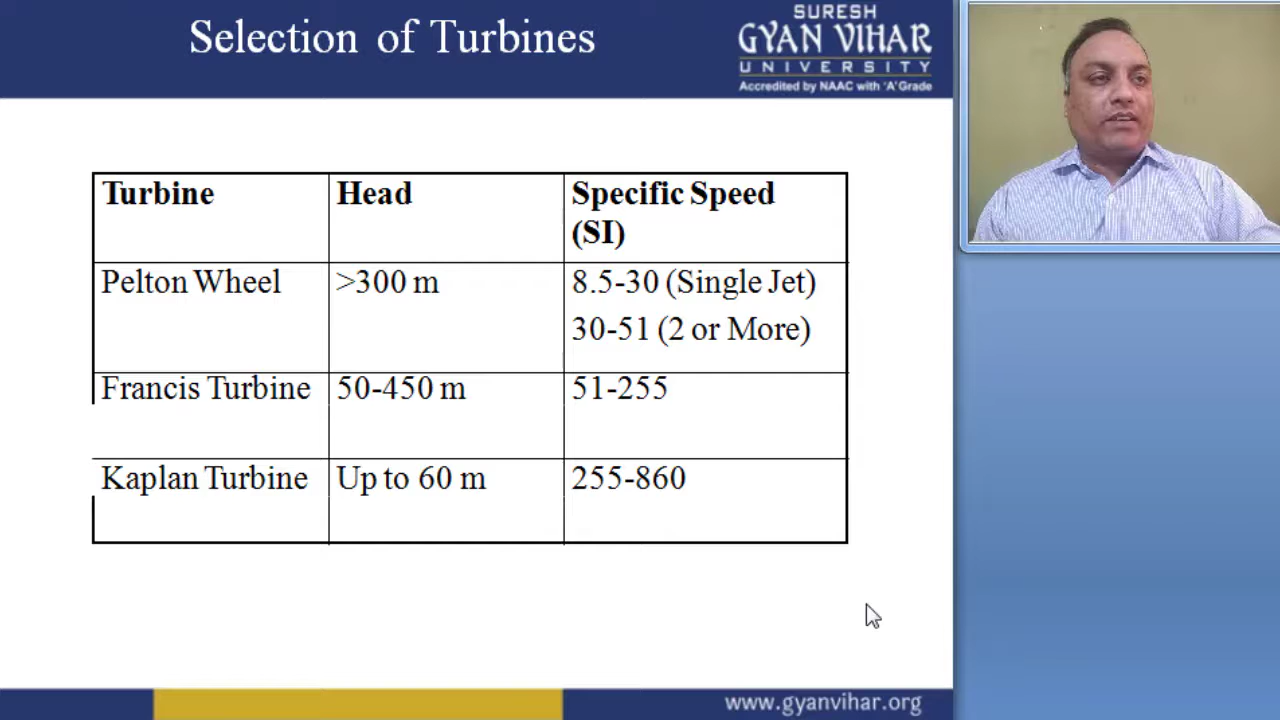 Selection of Turbines
SURESH
GYAN VIHAR
UNIVERSITY
Accredited by NAAC with 'A' Grade
Turbine Head Specific Speed
(SI)
Pelton Wheel >300 m 8.5-30 (Single Jet)
30-51 (2 or More)
Francis Turbine 50-450 m 51-255
Kaplan Turbine Up to 60 m 255-860
www.gyanvihar.org